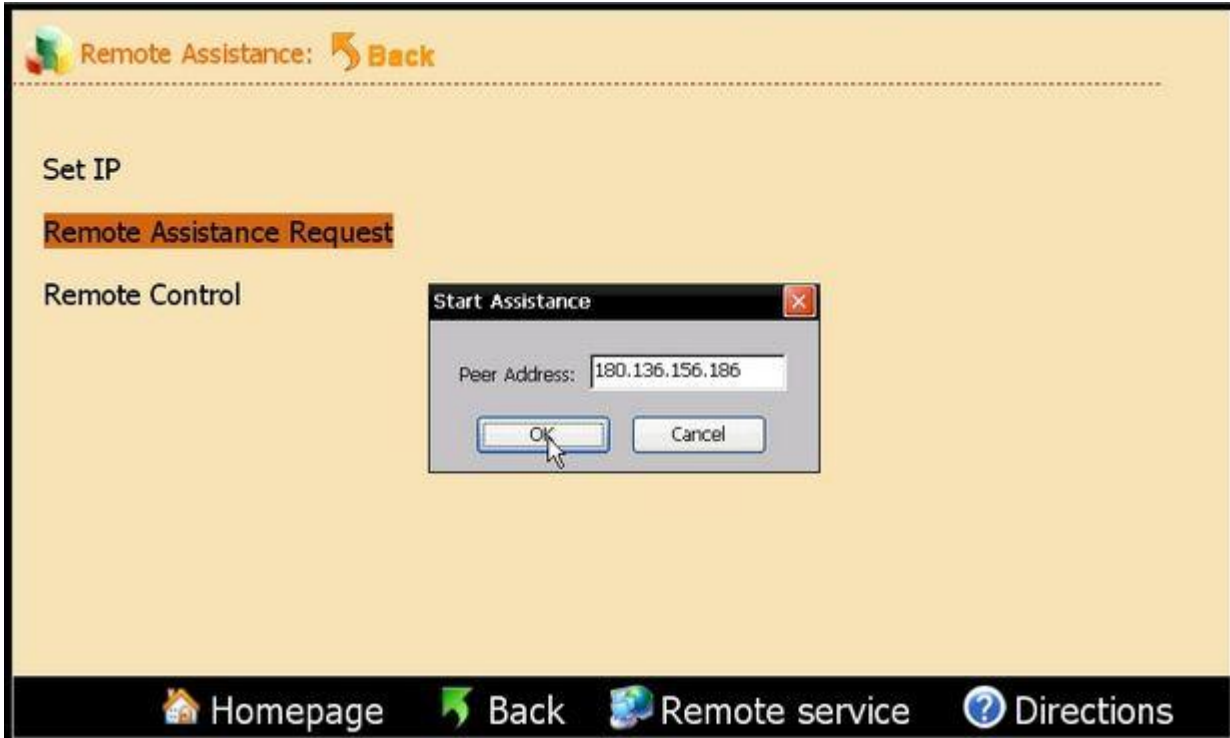 Remote Assistance: Back
Set IP
Remote Assistance Request
Remote Control
Start Assistance
Peer Address: 180.136.156.186
OK Cancel
Homepage Back Remote service Directions